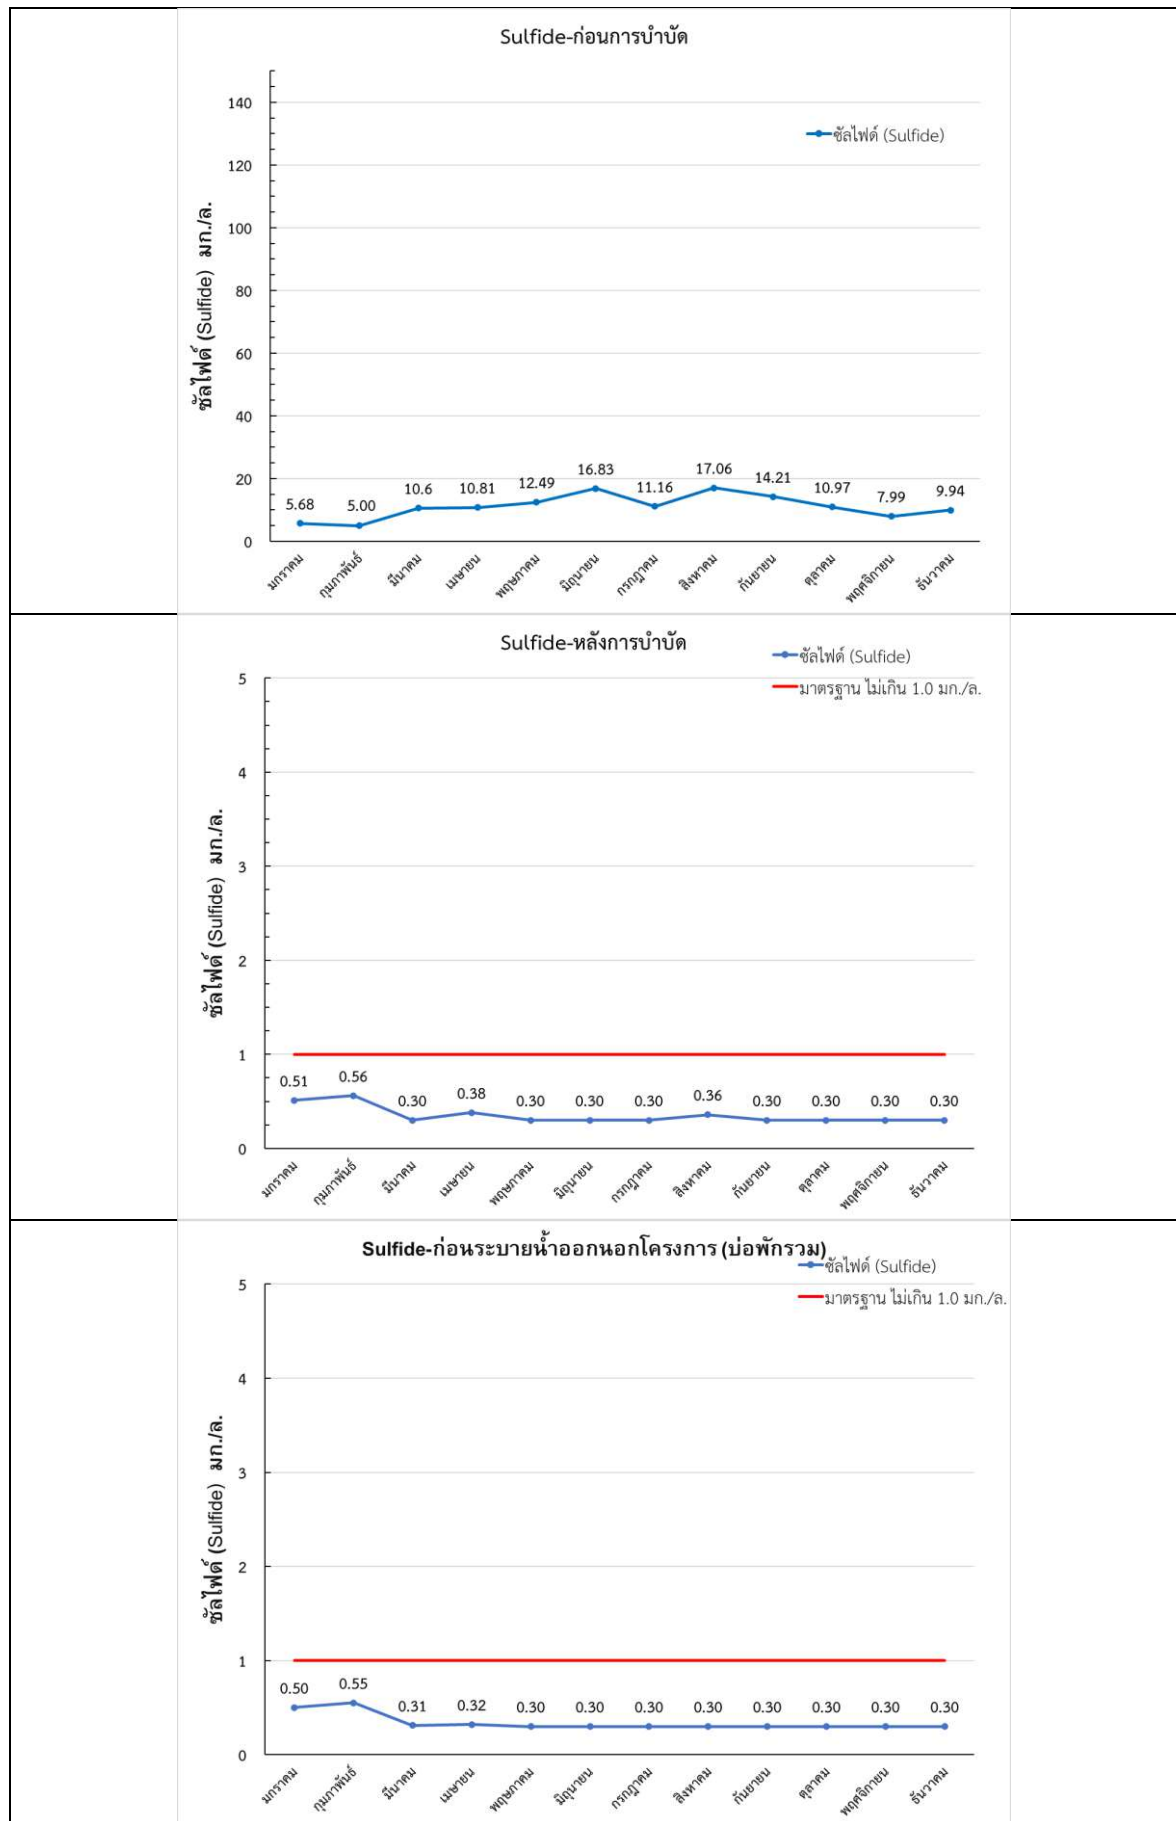 Sulfide-ก่อนการบำบัด
ซัลไฟด์ (Sulfide)
ซัลไฟด์ (Sulfide) มก./ล.
140
120
100
80
60
40
20
0
5.68 5.00 10.6 10.81 12.49 16.83 11.16 17.06 14.21 10.97 7.99 9.94
มกราคม กุมภาพันธ์ มีนาคม เมษายน พฤษภาคม มิถุนายน กรกฎาคม สิงหาคม กันยายน ตุลาคม พฤศจิกายน ธันวาคม
Sulfide-หลังการบำบัด
ซัลไฟด์ (Sulfide)
มาตรฐาน ไม่เกิน 1.0 มก./ล.
ซัลไฟด์ (Sulfide) มก./ล.
5
4
3
2
1
0
0.51 0.56 0.30 0.38 0.30 0.30 0.30 0.36 0.30 0.30 0.30 0.30
มกราคม กุมภาพันธ์ มีนาคม เมษายน พฤษภาคม มิถุนายน กรกฎาคม สิงหาคม กันยายน ตุลาคม พฤศจิกายน ธันวาคม
Sulfide-ก่อนระบายน้ำออกนอกโครงการ (บ่อพักรวม)
ซัลไฟด์ (Sulfide)
มาตรฐาน ไม่เกิน 1.0 มก./ล.
ซัลไฟด์ (Sulfide) มก./ล.
5
4
3
2
1
0
0.50 0.55 0.31 0.32 0.30 0.30 0.30 0.30 0.30 0.30 0.30 0.30
มกราคม กุมภาพันธ์ มีนาคม เมษายน พฤษภาคม มิถุนายน กรกฎาคม สิงหาคม กันยายน ตุลาคม พฤศจิกายน ธันวาคม